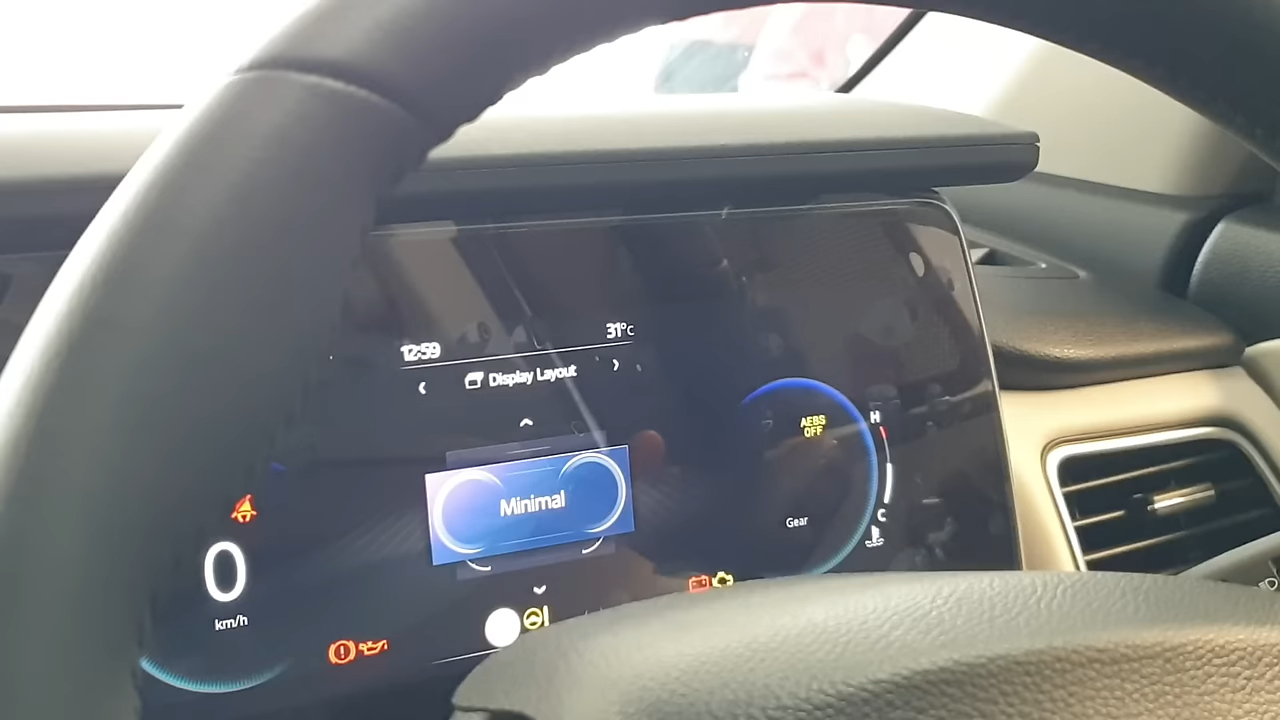 12:59
31°C
Display Layout
AEBS
OFF
H
Minimal
C
Gear
0
km/h